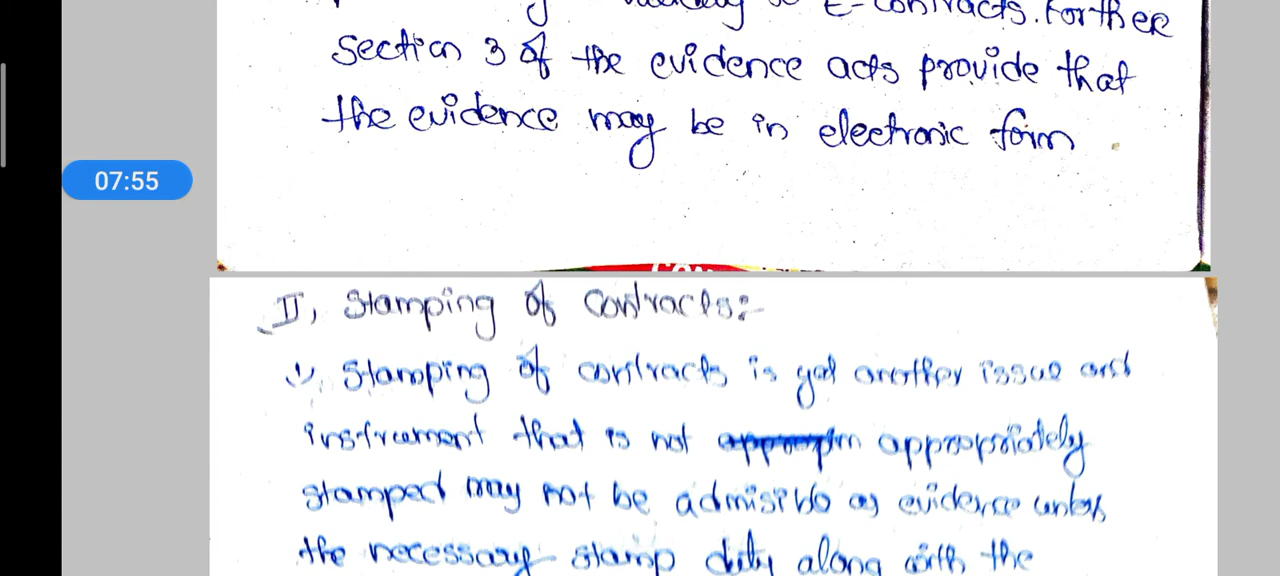 E-contracts. Forther
section 3 of the evidence acts provide that
the evidence may be in electronic form.
07:55
II, Stamping of contracts:-
1, Stamping of contracts is yet another issue and
instrument that is not appropriately
stamped may not be admisible as evidence unless
the necessary stamp duty along with the